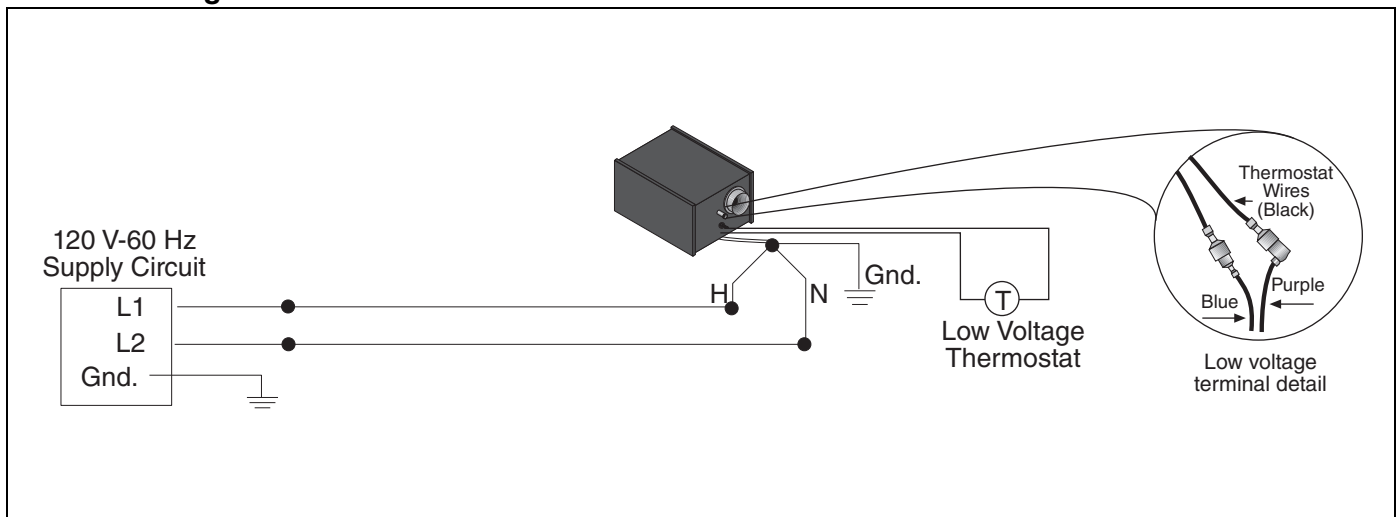 120 V-60 Hz
Supply Circuit
L1
L2
Gnd.
H
N
Gnd.
T
Low Voltage
Thermostat
Thermostat
Wires
(Black)
Blue
Purple
Low voltage
terminal detail